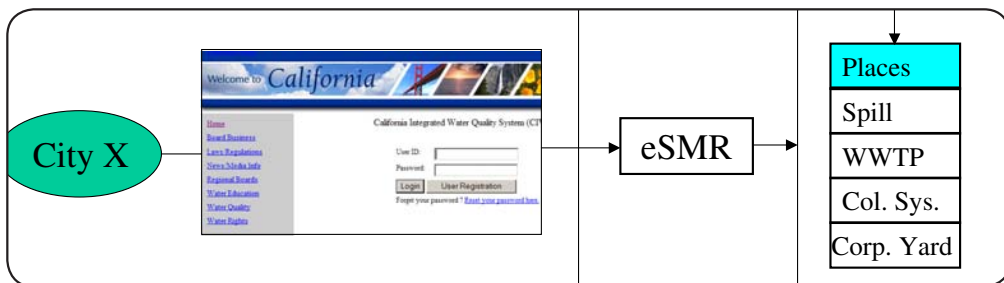 City X
Welcome to California
Home
Board Business
Laws/Regulations
News/Media Info
Regional Boards
Water Education
Water Quality
Water Rights
California Integrated Water Quality System (CI
User ID:
Password:
Login User Registration
Forget your password ? Reset your password here.
eSMR
Places
Spill
WWTP
Col. Sys.
Corp. Yard